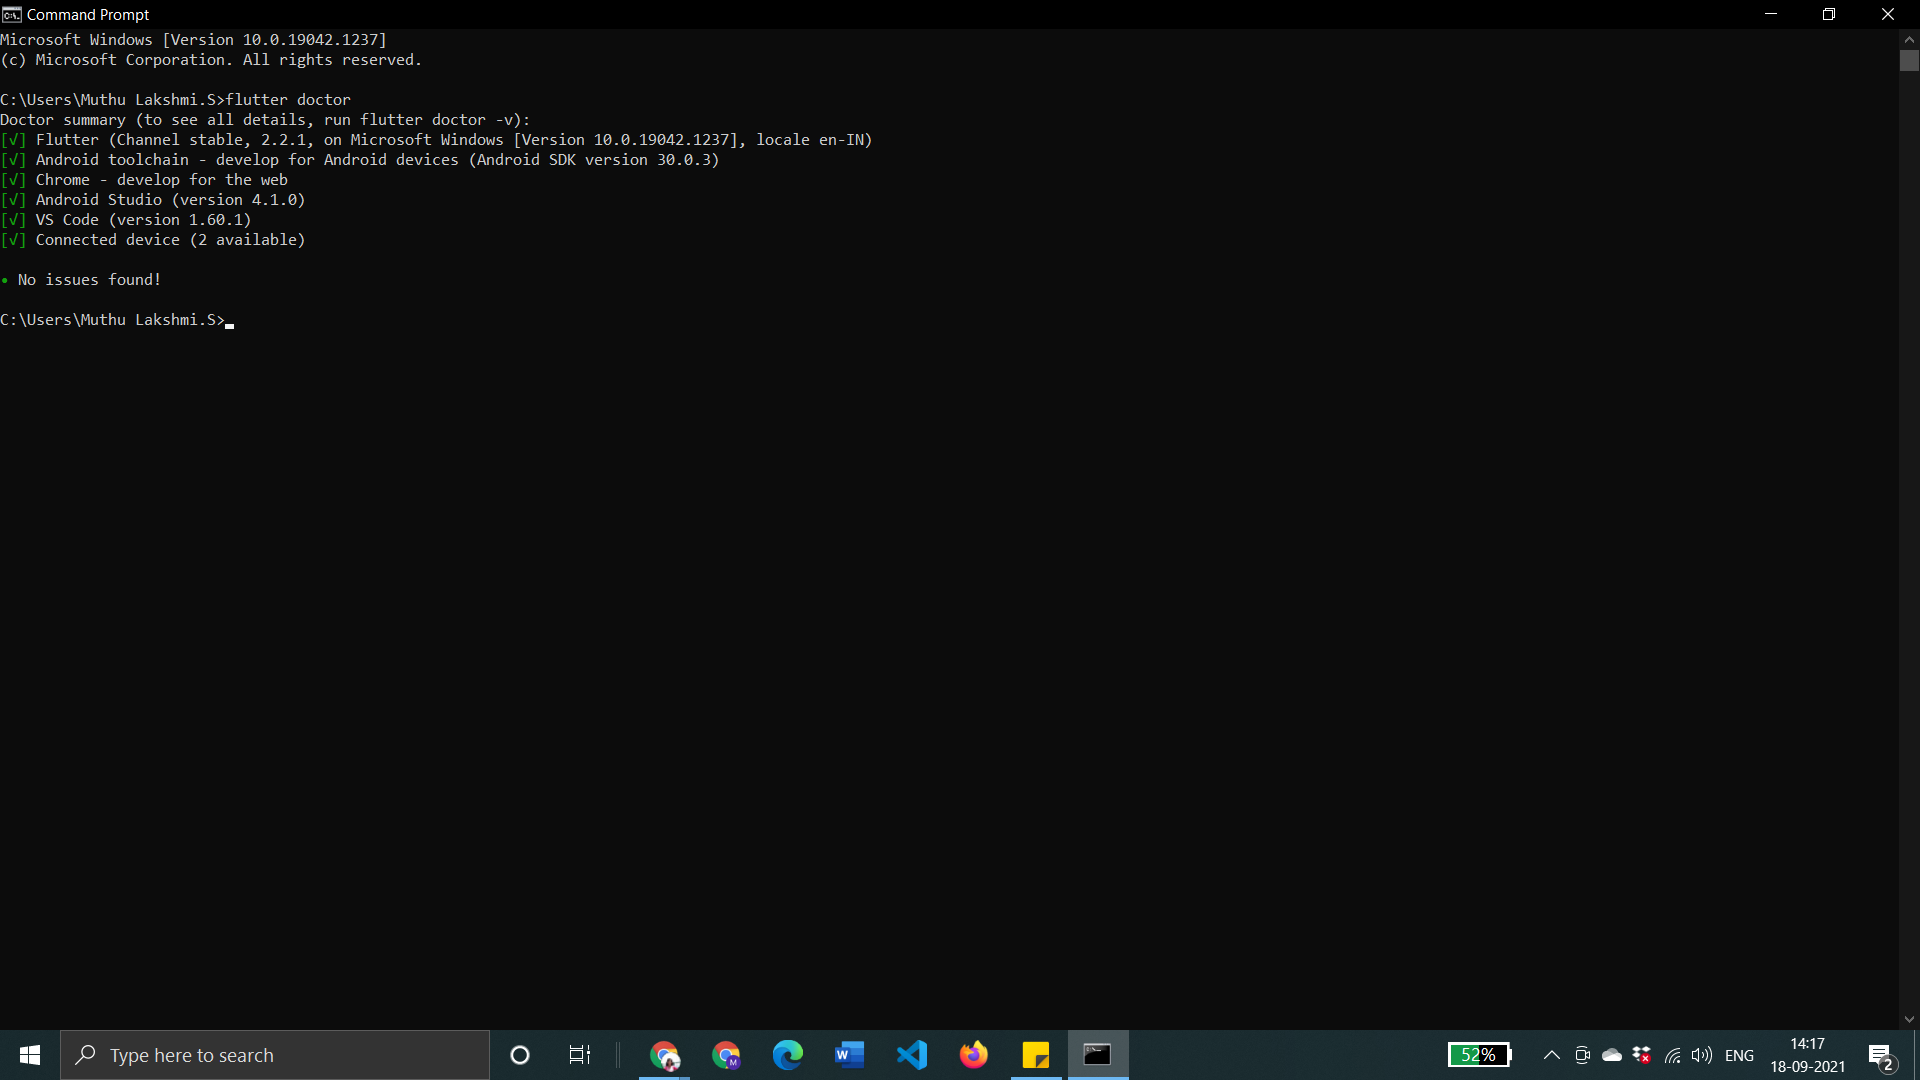 Command Prompt
Microsoft Windows [Version 10.0.19042.1237]
(c) Microsoft Corporation. All rights reserved.
C:\Users\Muthu Lakshmi.S>flutter doctor
Doctor summary (to see all details, run flutter doctor -v):
[√] Flutter (Channel stable, 2.2.1, on Microsoft Windows [Version 10.0.19042.1237], locale en-IN)
[√] Android toolchain - develop for Android devices (Android SDK version 30.0.3)
[√] Chrome - develop for the web
[√] Android Studio (version 4.1.0)
[√] VS Code (version 1.60.1)
[√] Connected device (2 available)
• No issues found!
C:\Users\Muthu Lakshmi.S>
Type here to search
52%
ENG
14:17
18-09-2021
2